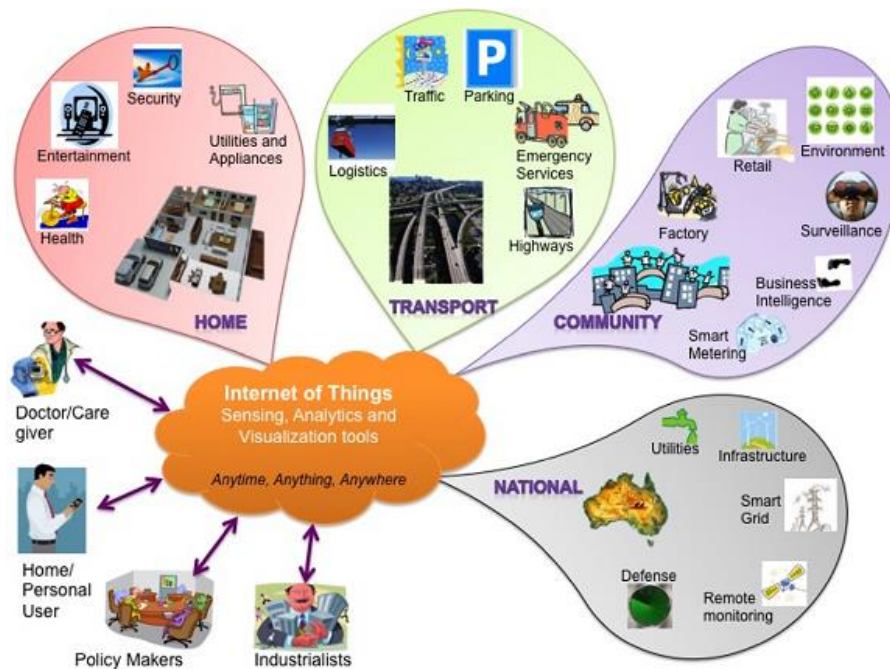 Security
Entertainment
Utilities and
Appliances
Health
HOME
Traffic
P
Parking
Logistics
Emergency
Services
Highways
TRANSPORT
Retail
Environment
Factory
Surveillance
Business
Intelligence
COMMUNITY
Smart
Metering
Internet of Things
Sensing, Analytics and
Visualization tools
Anytime, Anything, Anywhere
Doctor/Care
giver
Home/
Personal
User
Policy Makers
Industrialists
NATIONAL
Utilities
Infrastructure
Smart
Grid
Defense
Remote
monitoring